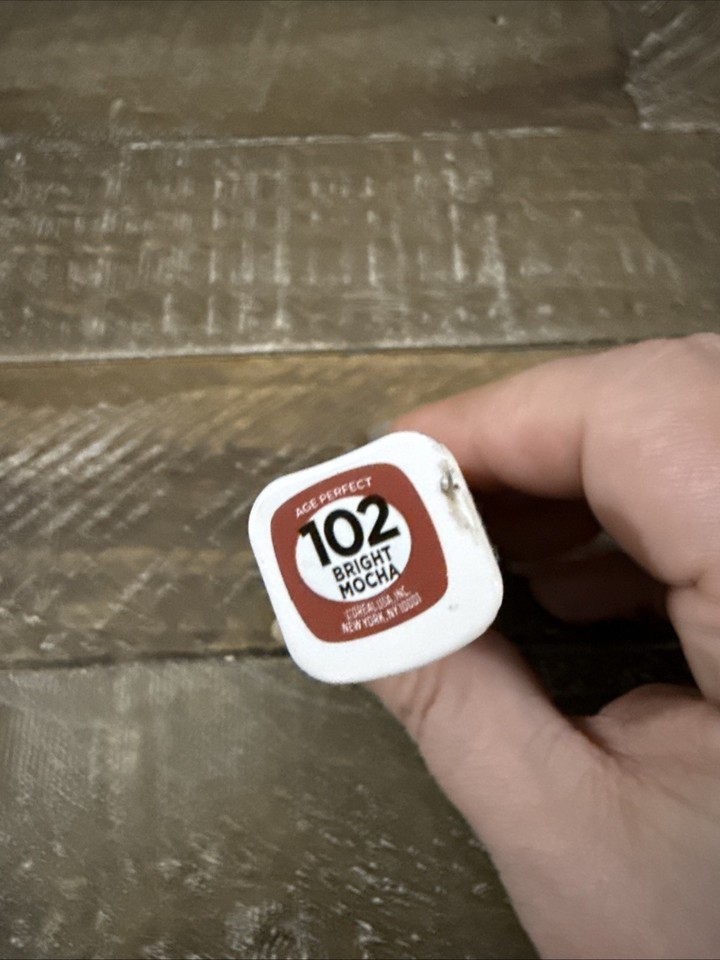 AGE PERFECT
102
BRIGHT
MOCHA
L'OREAL USA, INC.
NEW YORK, NY 10001